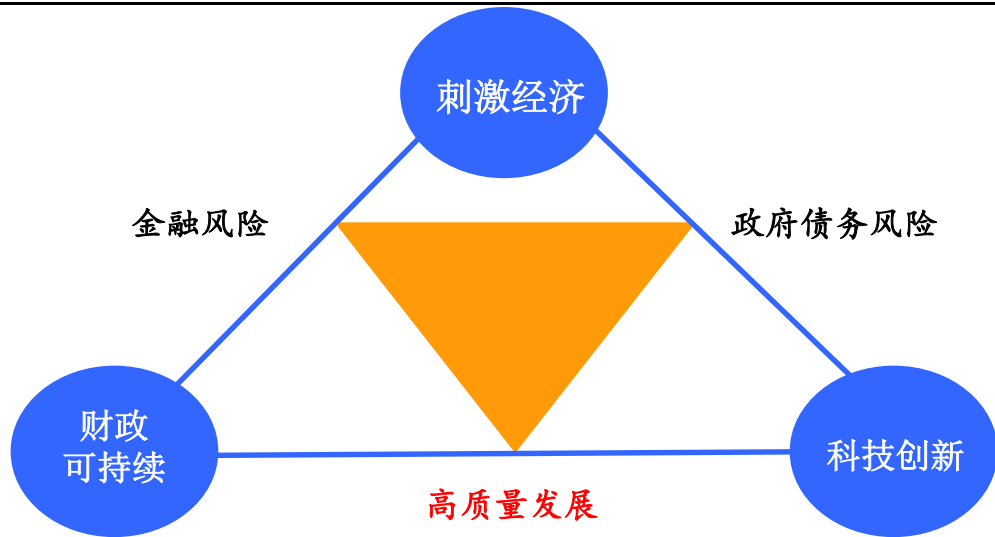 刺激经济
金融风险
政府债务风险
财政
可持续
科技创新
高质量发展